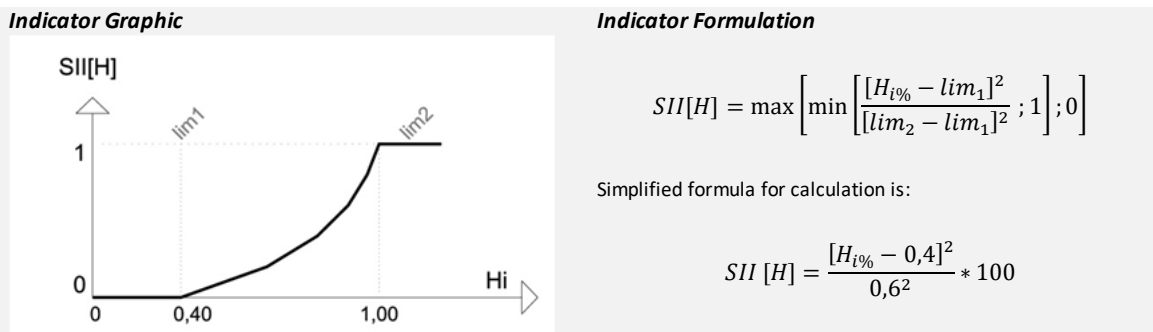 Indicator Graphic
SII[H]
lim1
lim2
1
0
Hi
0
0,40
1,00
Indicator Formulation
SII[H] = max[min[[H_{i%} − lim_1]^2 / [lim_2 − lim_1]^2 ; 1] ; 0]
Simplified formula for calculation is:
SII [H] = [H_{i%} − 0,4]^2 / 0,6^2 * 100